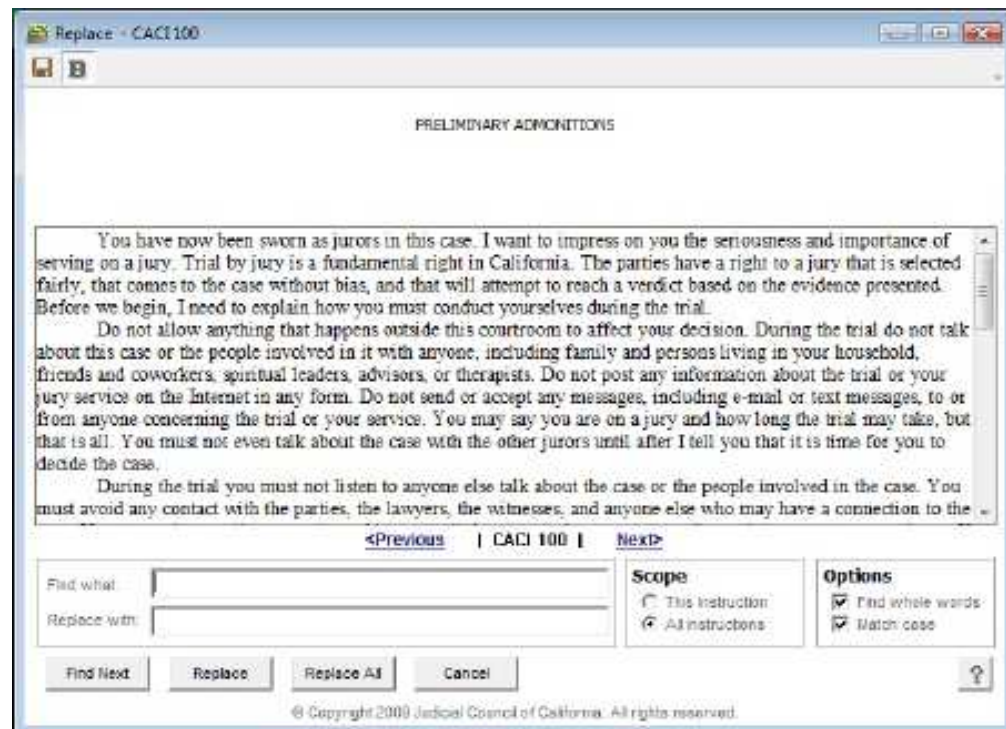 Replace - CACI 100
B
PRELIMINARY ADMONITIONS
You have now been sworn as jurors in this case. I want to impress on you the seriousness and importance of
serving on a jury. Trial by jury is a fundamental right in California. The parties have a right to a jury that is selected
fairly, that comes to the case without bias, and that will attempt to reach a verdict based on the evidence presented.
Before we begin, I need to explain how you must conduct yourselves during the trial.
Do not allow anything that happens outside this courtroom to affect your decision. During the trial do not talk
about this case or the people involved in it with anyone, including family and persons living in your household,
friends and coworkers, spiritual leaders, advisors, or therapists. Do not post any information about the trial or your
jury service on the Internet in any form. Do not send or accept any messages, including e-mail or text messages, to or
from anyone concerning the trial or your service. You may say you are on a jury and how long the trial may take, but
that is all. You must not even talk about the case with the other jurors until after I tell you that it is time for you to
decide the case.
During the trial you must not listen to anyone else talk about the case or the people involved in the case. You
must avoid any contact with the parties, the lawyers, the witnesses, and anyone else who may have a connection to the
<Previous | CACI 100 | Next>
Find what:
Replace with:
Scope
This instruction
All instructions
Options
Find whole words
Match case
Find Next Replace Replace All Cancel ?
© Copyright 2009 Judicial Council of California. All rights reserved.